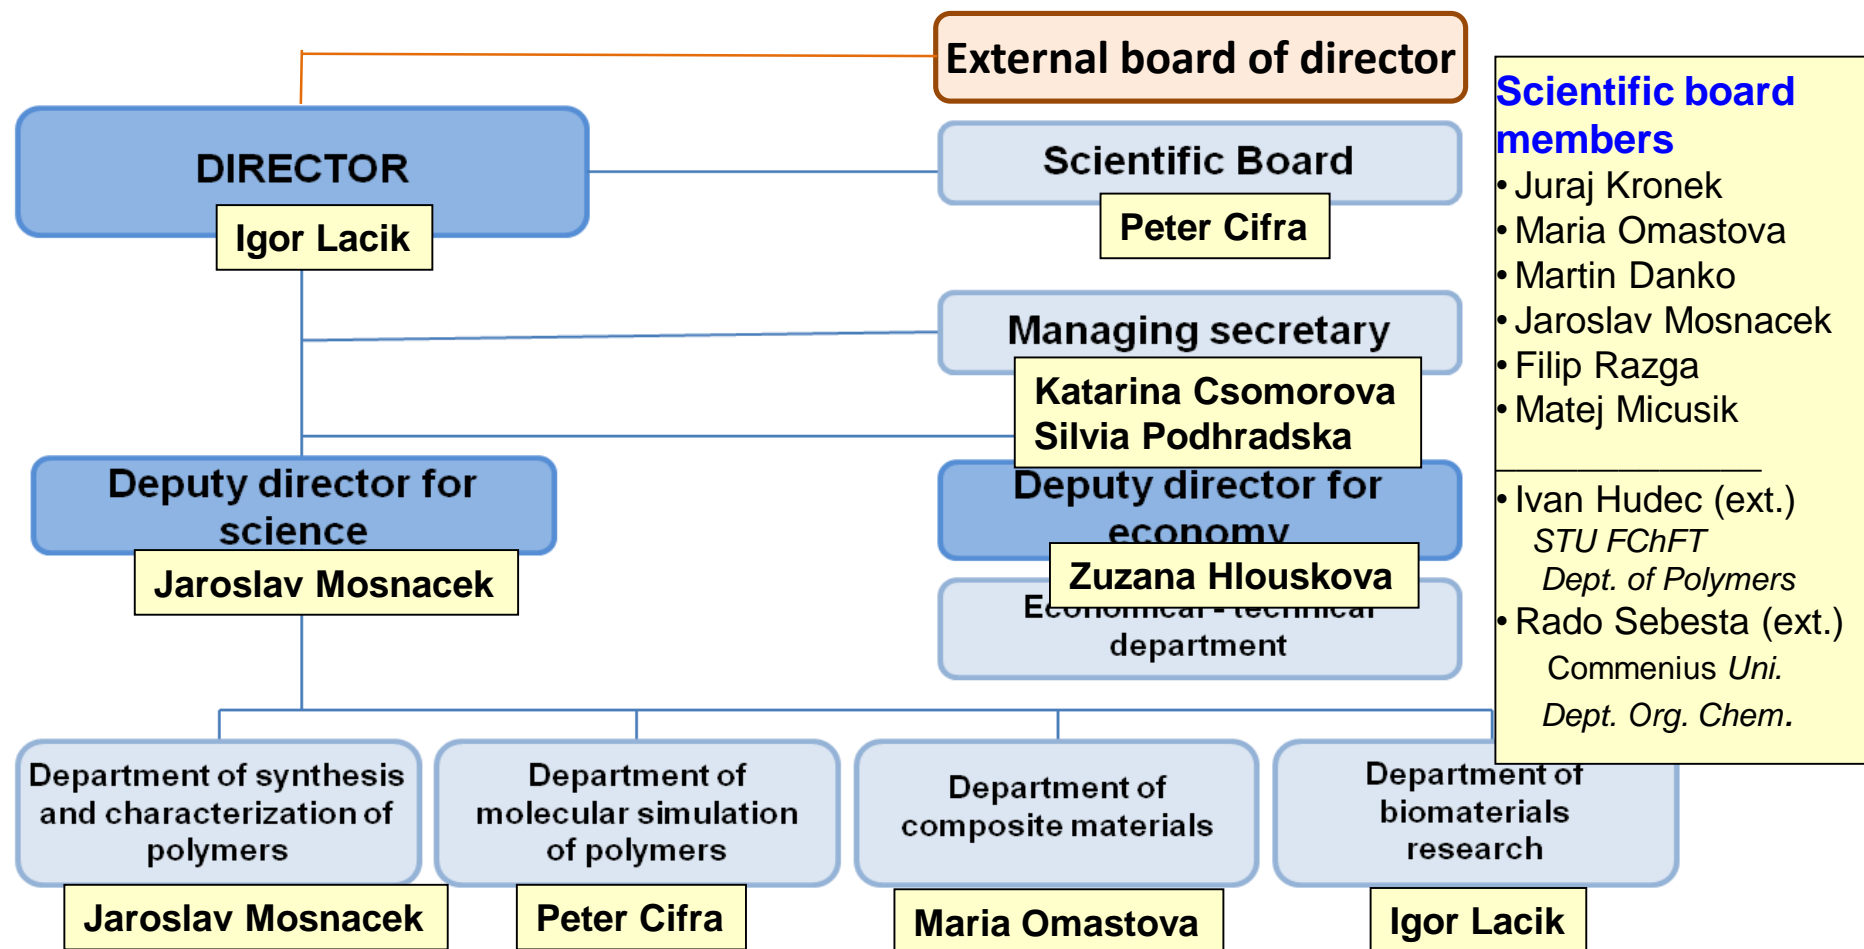 External board of director
DIRECTOR
Igor Lacik
Scientific Board
Peter Cifra
Managing secretary
Katarina Csomorova
Silvia Podhradska
Deputy director for
science
Jaroslav Mosnacek
Deputy director for
economy
Zuzana Hlouskova
Economical - technical
department
Department of synthesis
and characterization of
polymers
Jaroslav Mosnacek
Department of
molecular simulation
of polymers
Peter Cifra
Department of
composite materials
Maria Omastova
Department of
biomaterials
research
Igor Lacik
Scientific board
members
• Juraj Kronek
• Maria Omastova
• Martin Danko
• Jaroslav Mosnacek
• Filip Razga
• Matej Micusik
• Ivan Hudec (ext.)
STU FChFT
Dept. of Polymers
• Rado Sebesta (ext.)
Commenius Uni.
Dept. Org. Chem.